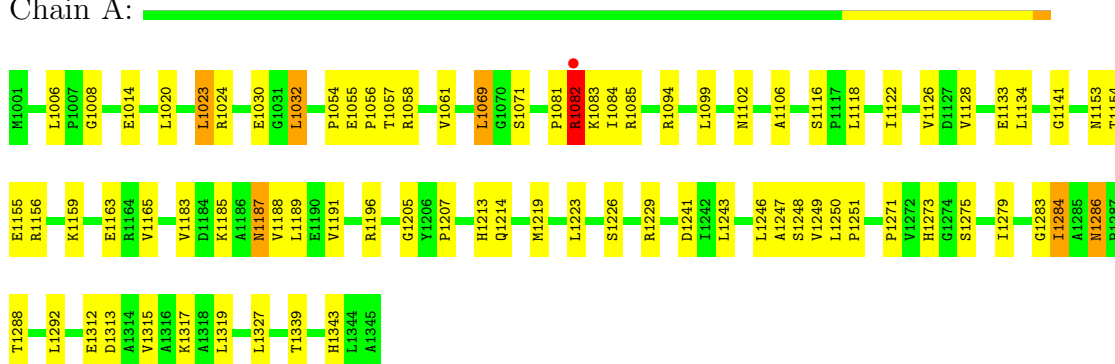 Chain A:
M1001 L1006 P1007 G1008 E1014 L1020 L1023 R1024 E1030 G1031 L1032 P1054 E1055 P1056 T1057 R1058 V1061 L1069 G1070 S1071 P1081 R1082 K1083 I1084 R1085 R1094 L1099 N1102 A1106 S1116 P1117 L1118 I1122 V1126 D1127 V1128 E1133 L1134 G1141 N1153 T1154
E1155 R1156 K1159 E1163 R1164 V1165 V1183 D1184 K1185 A1186 N1187 V1188 L1189 E1190 V1191 R1196 G1205 Y1206 P1207 H1213 Q1214 M1219 L1223 S1226 R1229 D1241 I1242 L1243 L1246 A1247 S1248 V1249 L1250 P1251 P1271 V1272 H1273 G1274 S1275 I1279 G1283 I1284 A1285 N1286
T1288 L1292 E1312 D1313 A1314 V1315 A1316 K1317 A1318 L1319 L1327 T1339 H1343 L1344 A1345